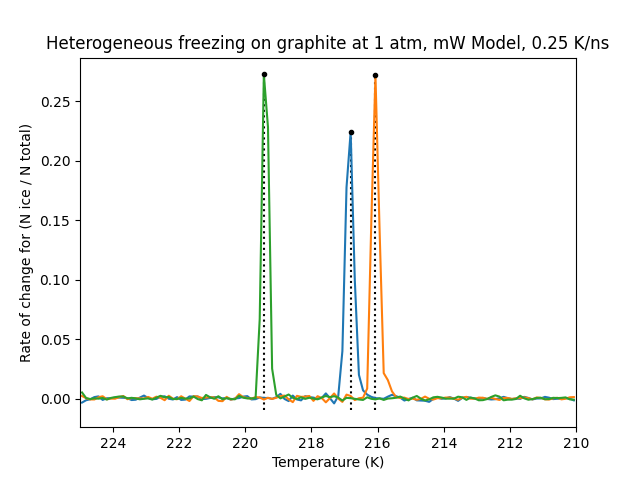 Heterogeneous freezing on graphite at 1 atm, mW Model, 0.25 K/ns
Rate of change for (N ice / N total)
0.25
0.20
0.15
0.10
0.05
0.00
224 222 220 218 216 214 212 210
Temperature (K)